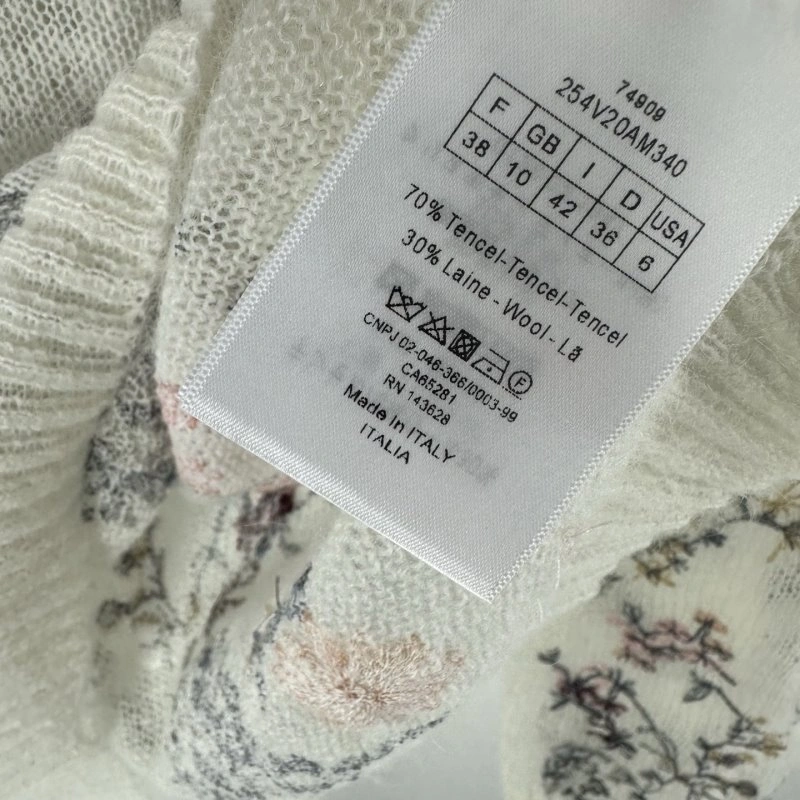 74909
254V20AM340
F GB I D USA
38 10 42 36 6
70% Tencel-Tencel-Tencel
30% Laine - Wool - Lã
CNPJ 02-046-366/0003-99
CA65281
RN 143628
Made in ITALY
ITALIA